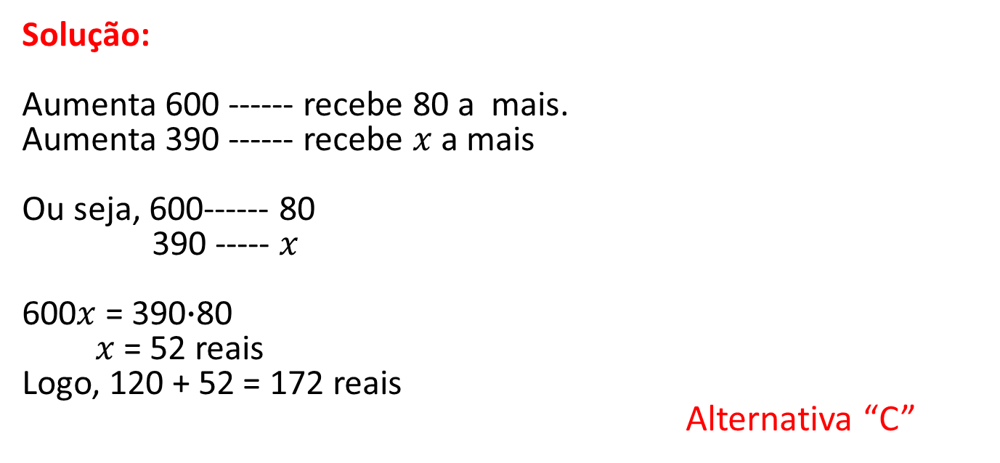 Solução:
Aumenta 600 ------ recebe 80 a  mais.
Aumenta 390 ------ recebe 𝑥 a mais
Ou seja, 600------ 80
390 ----- 𝑥
600𝑥 = 390·80
𝑥 = 52 reais
Logo, 120 + 52 = 172 reais
Alternativa “C”